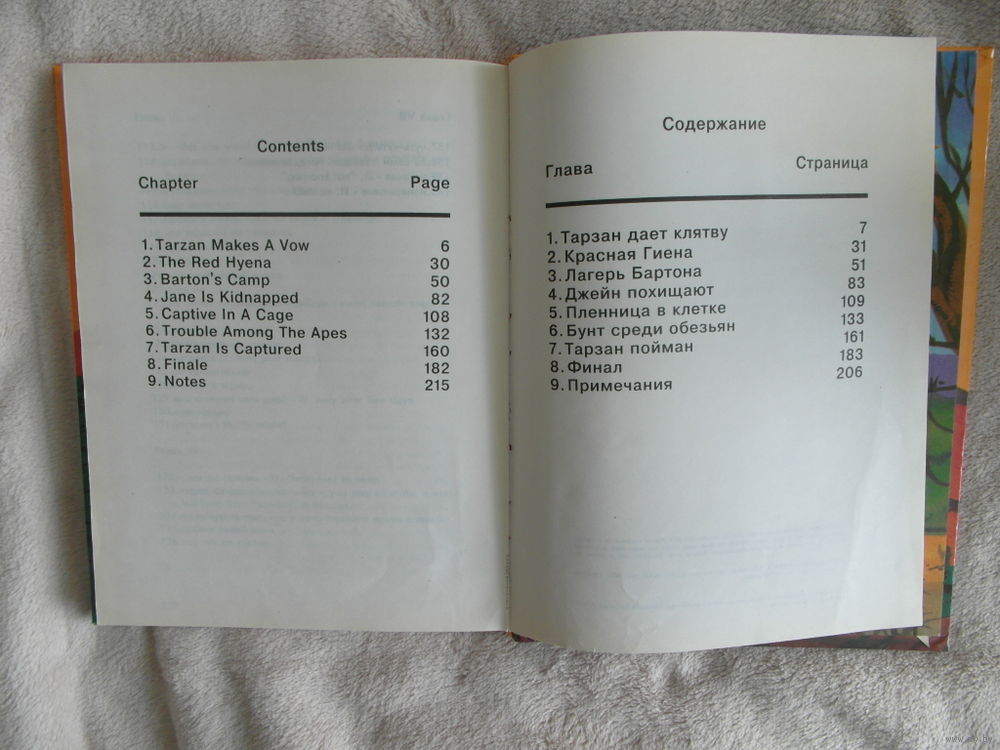 Contents
Chapter Page
1. Tarzan Makes A Vow 6
2. The Red Hyena 30
3. Barton's Camp 50
4. Jane Is Kidnapped 82
5. Captive In A Cage 108
6. Trouble Among The Apes 132
7. Tarzan Is Captured 160
8. Finale 182
9. Notes 215
Содержание
Глава Страница
1. Тарзан дает клятву 7
2. Красная Гиена 31
3. Лагерь Бартона 51
4. Джейн похищают 83
5. Пленница в клетке 109
6. Бунт среди обезьян 133
7. Тарзан пойман 161
8. Финал 183
9. Примечания 206